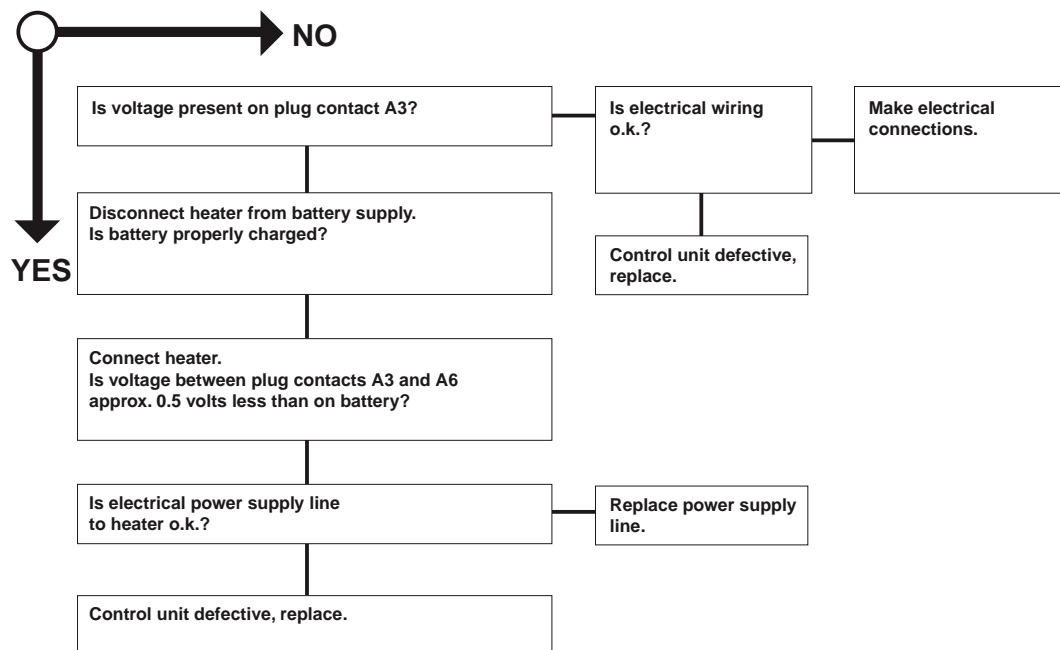 NO
YES
Is voltage present on plug contact A3?
Is electrical wiring
o.k.?
Make electrical
connections.
Disconnect heater from battery supply.
Is battery properly charged?
Control unit defective,
replace.
Connect heater.
Is voltage between plug contacts A3 and A6
approx. 0.5 volts less than on battery?
Is electrical power supply line
to heater o.k.?
Replace power supply
line.
Control unit defective, replace.